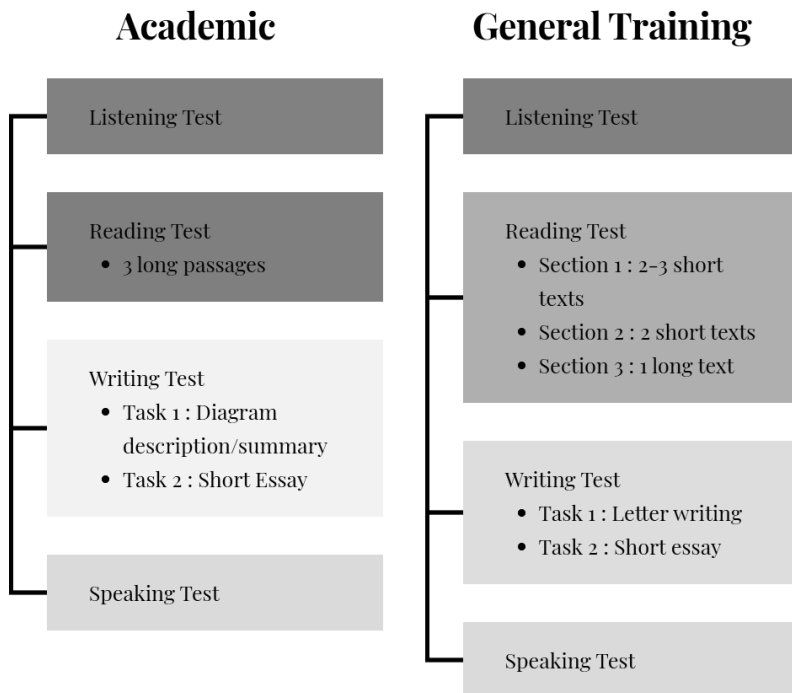 Academic
Listening Test
Reading Test
• 3 long passages
Writing Test
• Task 1 : Diagram
description/summary
• Task 2 : Short Essay
Speaking Test
General Training
Listening Test
Reading Test
• Section 1 : 2-3 short
texts
• Section 2 : 2 short texts
• Section 3 : 1 long text
Writing Test
• Task 1 : Letter writing
• Task 2 : Short essay
Speaking Test